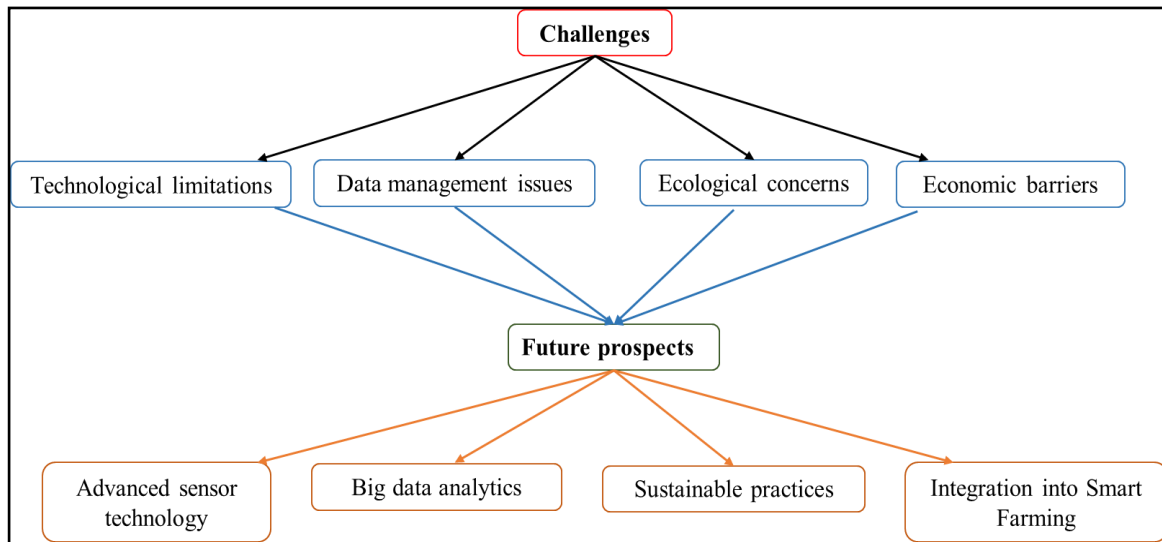 Challenges
Technological limitations
Data management issues
Ecological concerns
Economic barriers
Future prospects
Advanced sensor
technology
Big data analytics
Sustainable practices
Integration into Smart
Farming